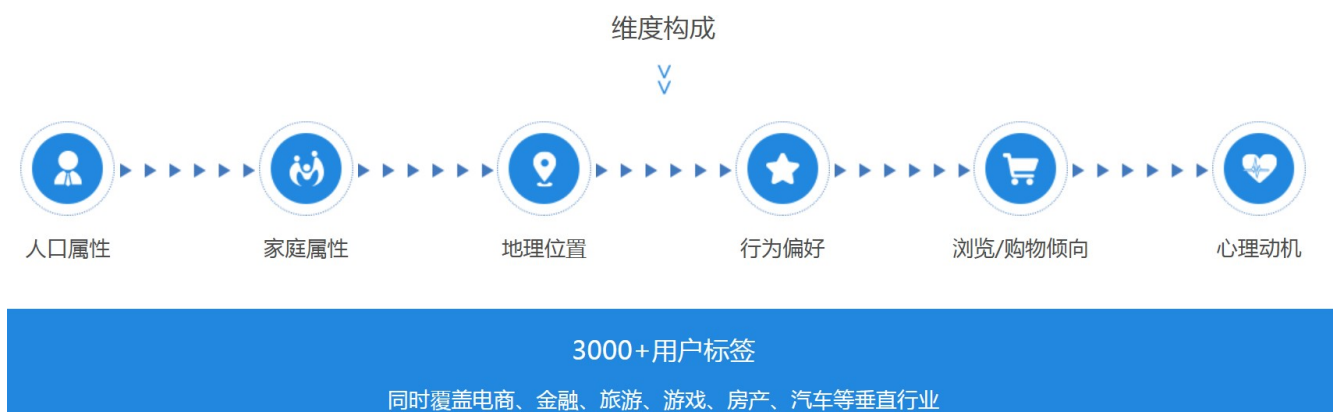 维度构成
人口属性 家庭属性 地理位置 行为偏好 浏览/购物倾向 心理动机
3000+用户标签
同时覆盖电商、金融、旅游、游戏、房产、汽车等垂直行业